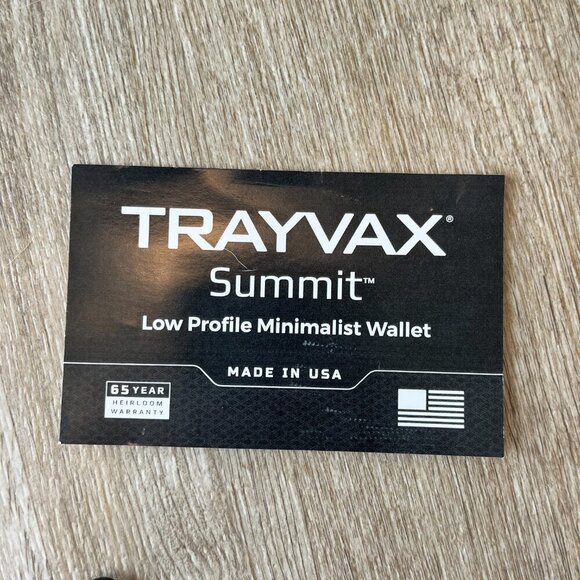 TRAYVAX®
Summit™
Low Profile Minimalist Wallet
MADE IN USA
65 YEAR
HEIRLOOM
WARRANTY